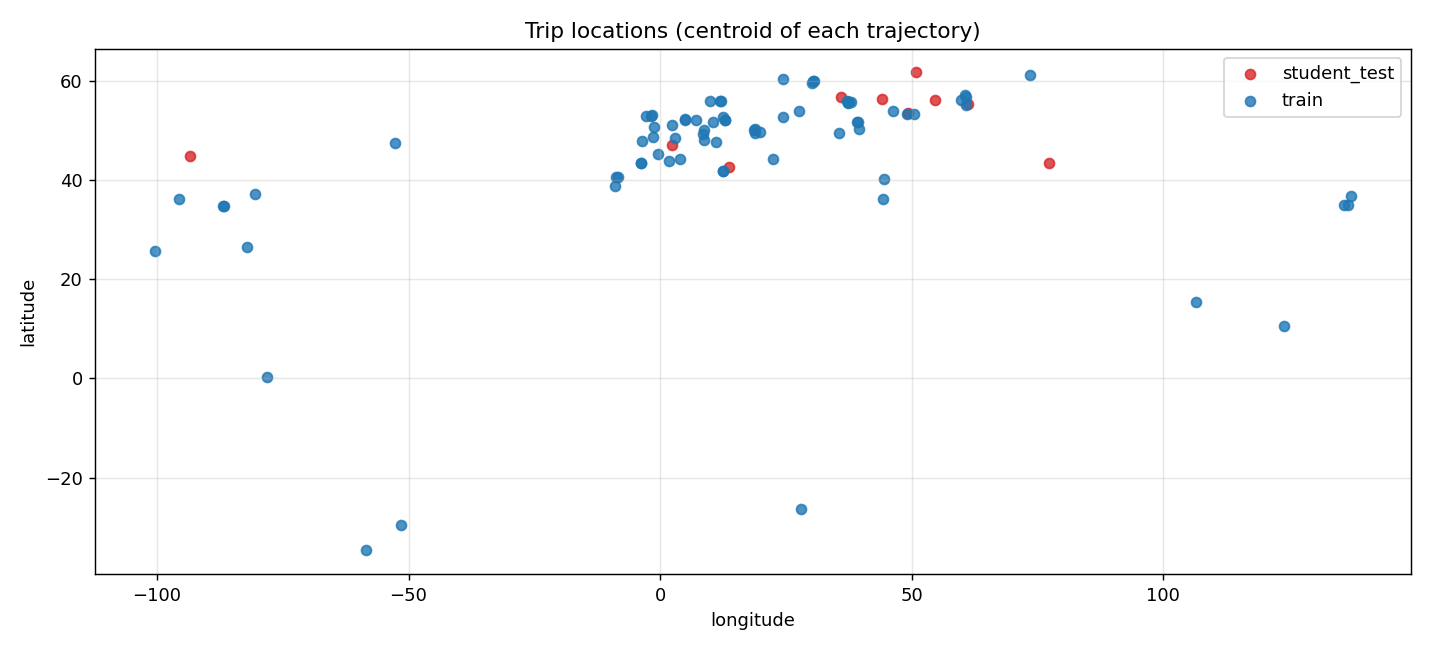 Trip locations (centroid of each trajectory)
student_test
train
60
40
20
0
−20
−100
−50
0
50
100
longitude
latitude